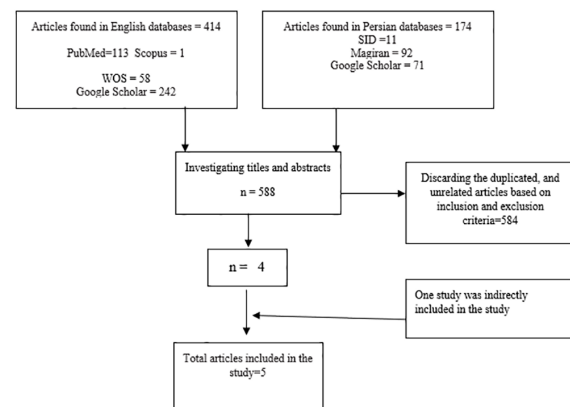 Articles found in English databases = 414
PubMed=113 Scopus = 1
WOS = 58
Google Scholar = 242
Articles found in Persian databases = 174
SID =11
Magiran = 92
Google Scholar = 71
Investigating titles and abstracts
n = 588
Discarding the duplicated, and
unrelated articles based on
inclusion and exclusion
criteria=584
n = 4
One study was indirectly
included in the study
Total articles included in the
study=5